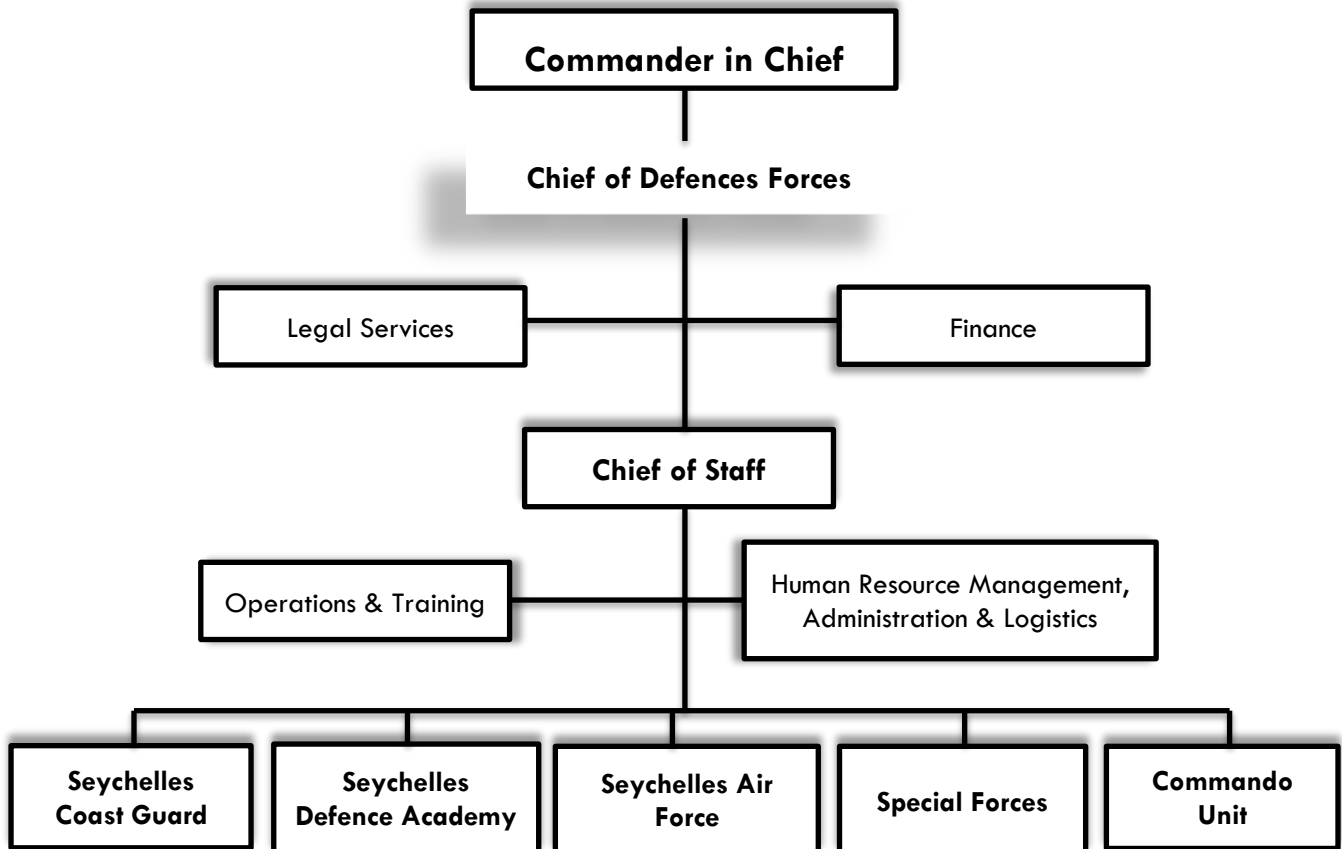 Commander in Chief
Chief of Defences Forces
Legal Services
Finance
Chief of Staff
Operations & Training
Human Resource Management,
Administration & Logistics
Seychelles
Coast Guard
Seychelles
Defence Academy
Seychelles Air
Force
Special Forces
Commando
Unit